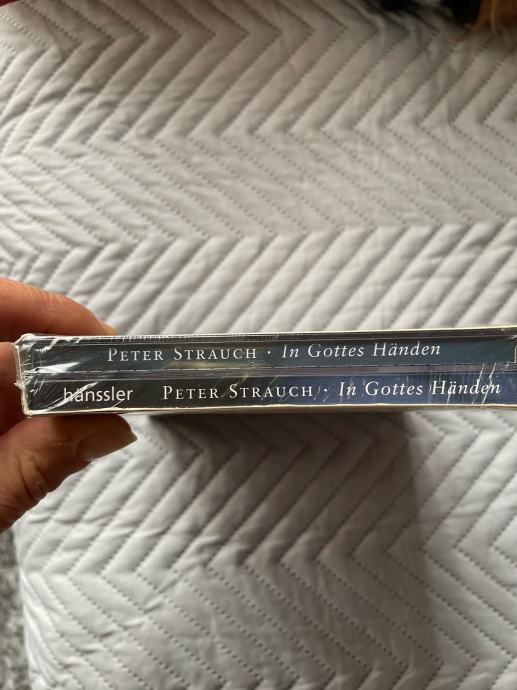 PETER STRAUCH · In Gottes Händen
hänssler PETER STRAUCH · In Gottes Händen